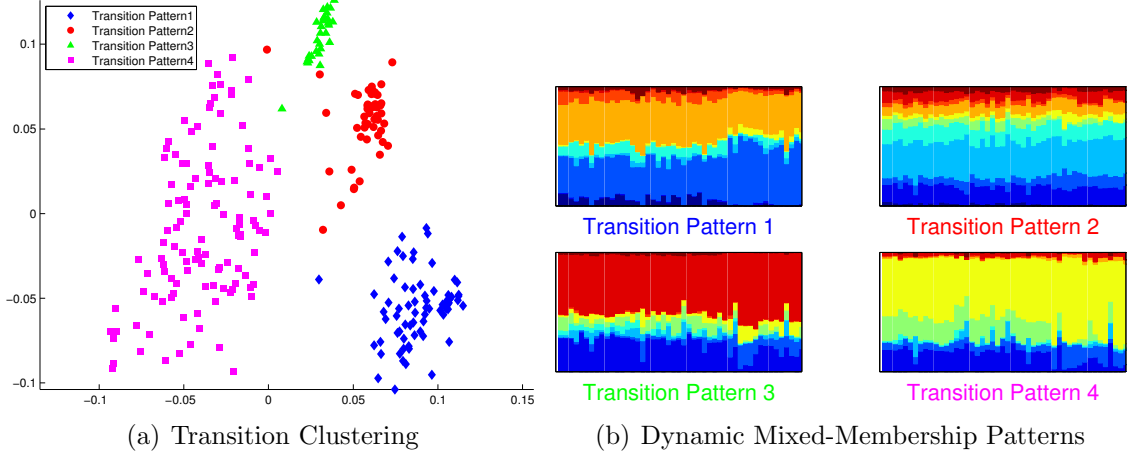 Transition Pattern1
Transition Pattern2
Transition Pattern3
Transition Pattern4
0.1
0.05
0
−0.05
−0.1
−0.1
−0.05
0
0.05
0.1
0.15
(a) Transition Clustering
Transition Pattern 1
Transition Pattern 2
Transition Pattern 3
Transition Pattern 4
(b) Dynamic Mixed-Membership Patterns